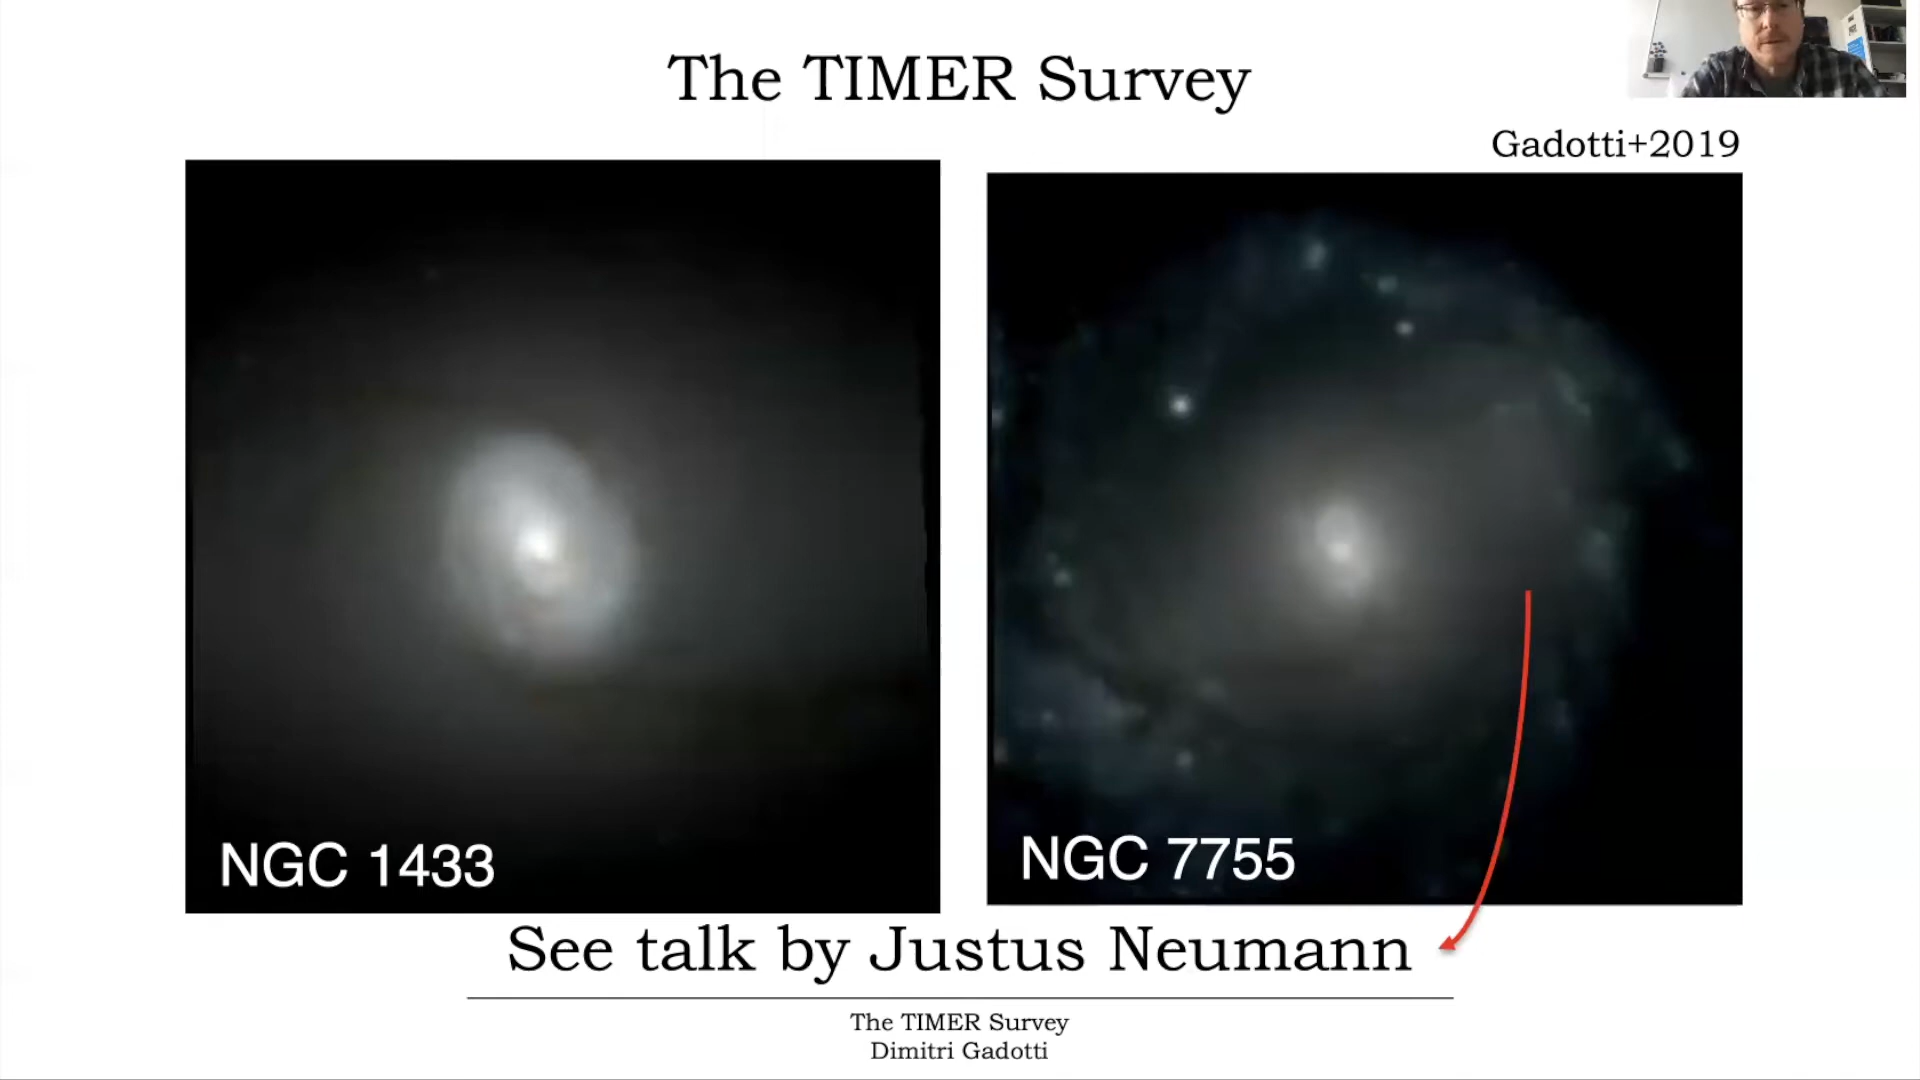 The TIMER Survey
Gadotti+2019
NGC 1433
NGC 7755
See talk by Justus Neumann
The TIMER Survey
Dimitri Gadotti